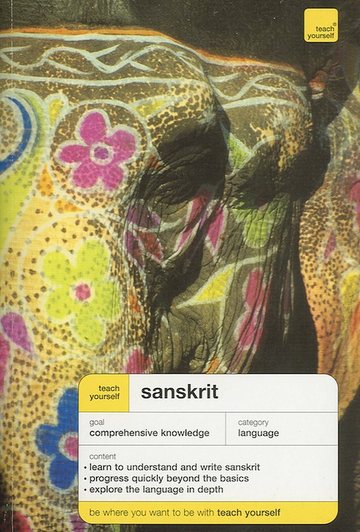 teach
yourself®
teach
yourself
sanskrit
goal
comprehensive knowledge
category
language
content
• learn to understand and write sanskrit
• progress quickly beyond the basics
• explore the language in depth
be where you want to be with teach yourself